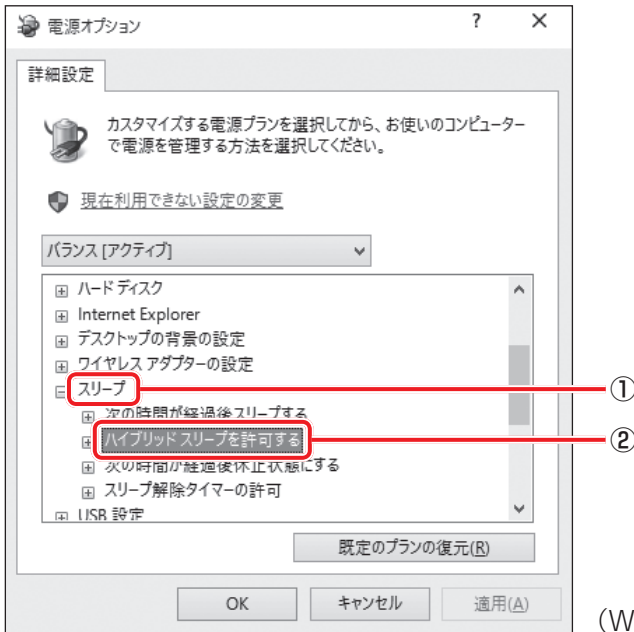 電源オプション ? ×
詳細設定
カスタマイズする電源プランを選択してから、お使いのコンピューター
で電源を管理する方法を選択してください。
現在利用できない設定の変更
バランス [アクティブ]
ハード ディスク
Internet Explorer
デスクトップの背景の設定
ワイヤレス アダプターの設定
スリープ ①
次の時間が経過後スリープする
ハイブリッド スリープを許可する ②
次の時間が経過後休止状態にする
スリープ解除タイマーの許可
USB 設定
既定のプランの復元(R)
OK キャンセル 適用(A)
(W